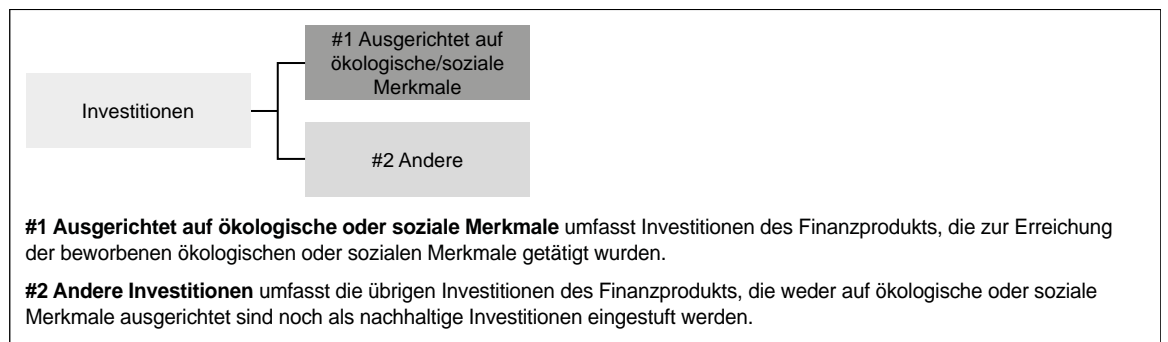 #1 Ausgerichtet auf
ökologische/soziale
Merkmale
Investitionen
#2 Andere
#1 Ausgerichtet auf ökologische oder soziale Merkmale umfasst Investitionen des Finanzprodukts, die zur Erreichung
der beworbenen ökologischen oder sozialen Merkmale getätigt wurden.
#2 Andere Investitionen umfasst die übrigen Investitionen des Finanzprodukts, die weder auf ökologische oder soziale
Merkmale ausgerichtet sind noch als nachhaltige Investitionen eingestuft werden.